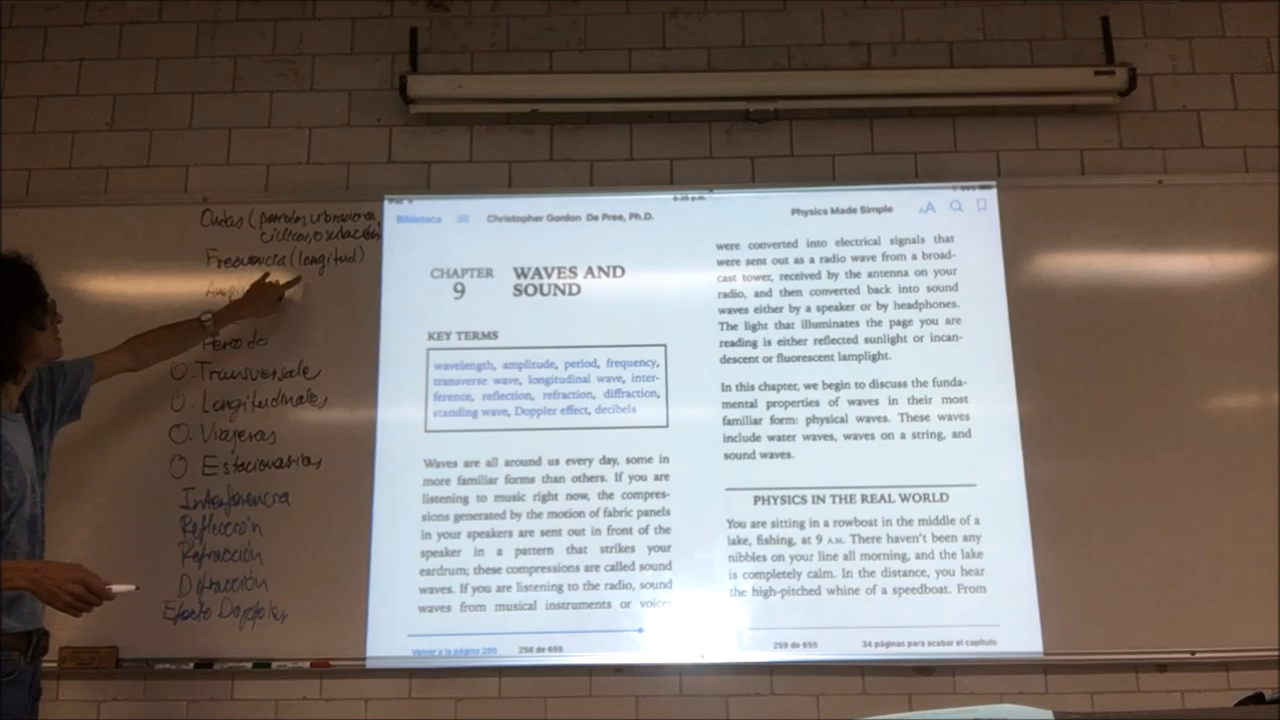 Ondas (periodos, vibraciones,
ciclicos, oscilación
Frecuencia (longitud)
Periodo
O. Transversale
O. Longitudinales
O. Viajeras
O. Estacionarias
Interferencia
Reflexión
Refracción
Difracción
Efecto Doppler
5:26 p.m.
Biblioteca
Christopher Gordon De Pree, Ph.D.
Physics Made Simple
AA
CHAPTER
9
WAVES AND
SOUND
KEY TERMS
wavelength, amplitude, period, frequency,
transverse wave, longitudinal wave, inter-
ference, reflection, refraction, diffraction,
standing wave, Doppler effect, decibels
Waves are all around us every day, some in
more familiar forms than others. If you are
listening to music right now, the compres-
sions generated by the motion of fabric panels
in your speakers are sent out in front of the
speaker in a pattern that strikes your
eardrum; these compressions are called sound
waves. If you are listening to the radio, sound
waves from musical instruments or voices
Volver a la página 295
258 de 655
were converted into electrical signals that
were sent out as a radio wave from a broad-
cast tower, received by the antenna on your
radio, and then converted back into sound
waves either by a speaker or by headphones.
The light that illuminates the page you are
reading is either reflected sunlight or incan-
descent or fluorescent lamplight.
In this chapter, we begin to discuss the funda-
mental properties of waves in their most
familiar form: physical waves. These waves
include water waves, waves on a string, and
sound waves.
PHYSICS IN THE REAL WORLD
You are sitting in a rowboat in the middle of a
lake, fishing, at 9 A.M. There haven't been any
nibbles on your line all morning, and the lake
is completely calm. In the distance, you hear
the high-pitched whine of a speedboat. From
259 de 655
34 páginas para acabar el capítulo